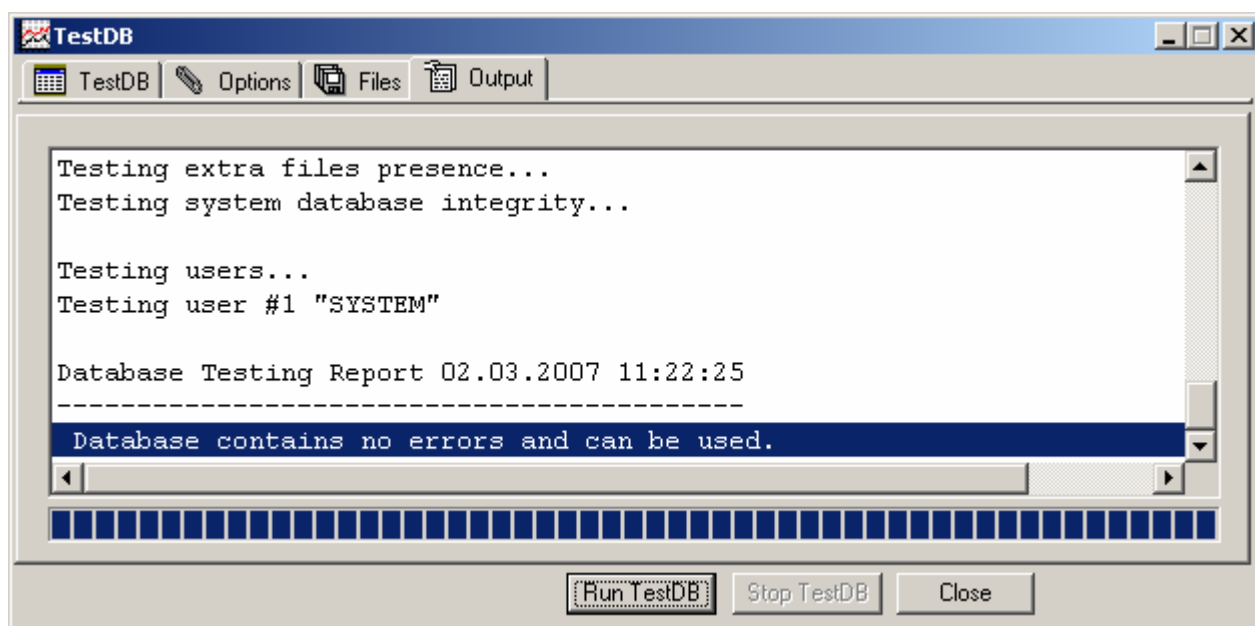 TestDB
TestDB Options Files Output
Testing extra files presence...
Testing system database integrity...
Testing users...
Testing user #1 "SYSTEM"
Database Testing Report 02.03.2007 11:22:25
-------------------------------------------
Database contains no errors and can be used.
Run TestDB Stop TestDB Close